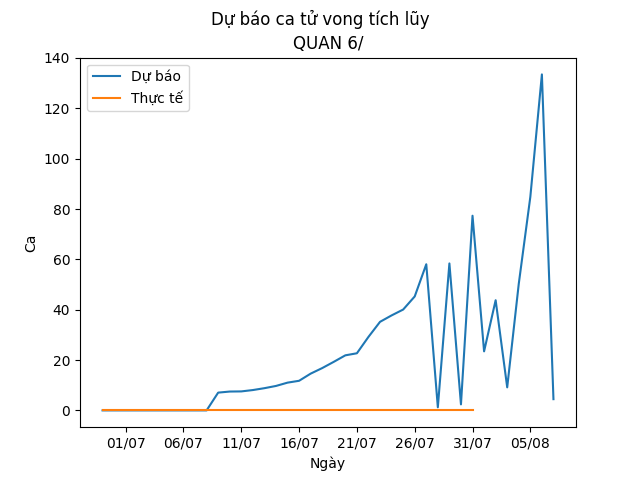 Dự báo ca tử vong tích lũy
QUAN 6/
Dự báo
Thực tế
140
120
100
80
60
40
20
0
Ca
01/07 06/07 11/07 16/07 21/07 26/07 31/07 05/08
Ngày